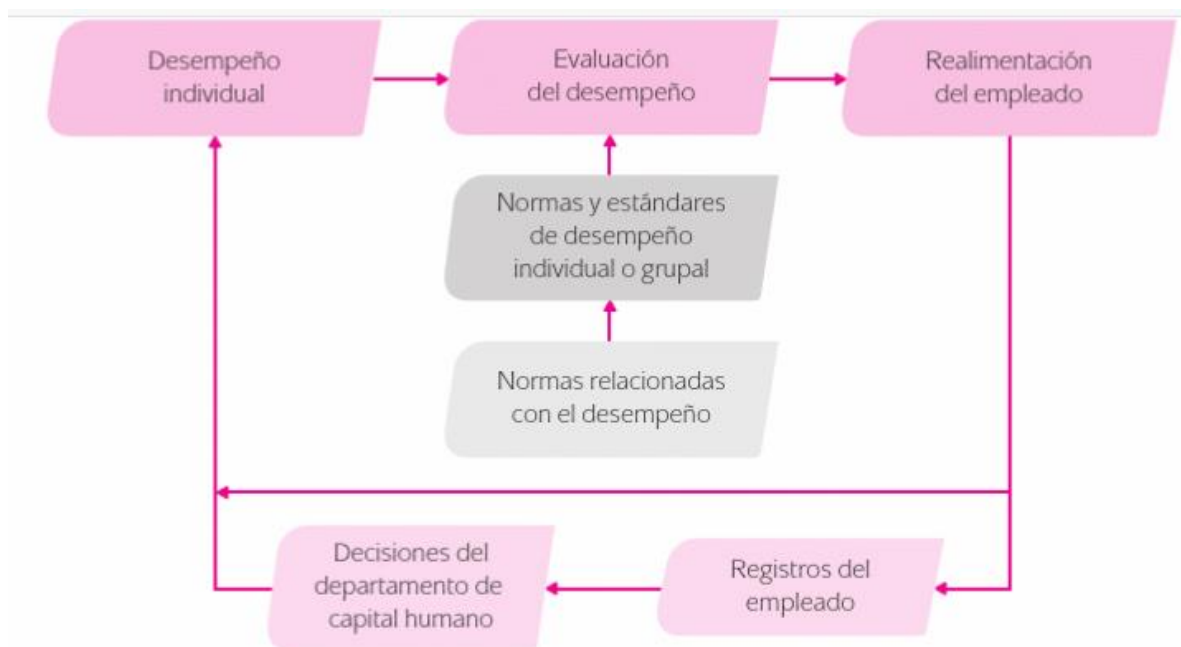 Desempeño
individual
Evaluación
del desempeño
Realimentación
del empleado
Normas y estándares
de desempeño
individual o grupal
Normas relacionadas
con el desempeño
Decisiones del
departamento de
capital humano
Registros del
empleado